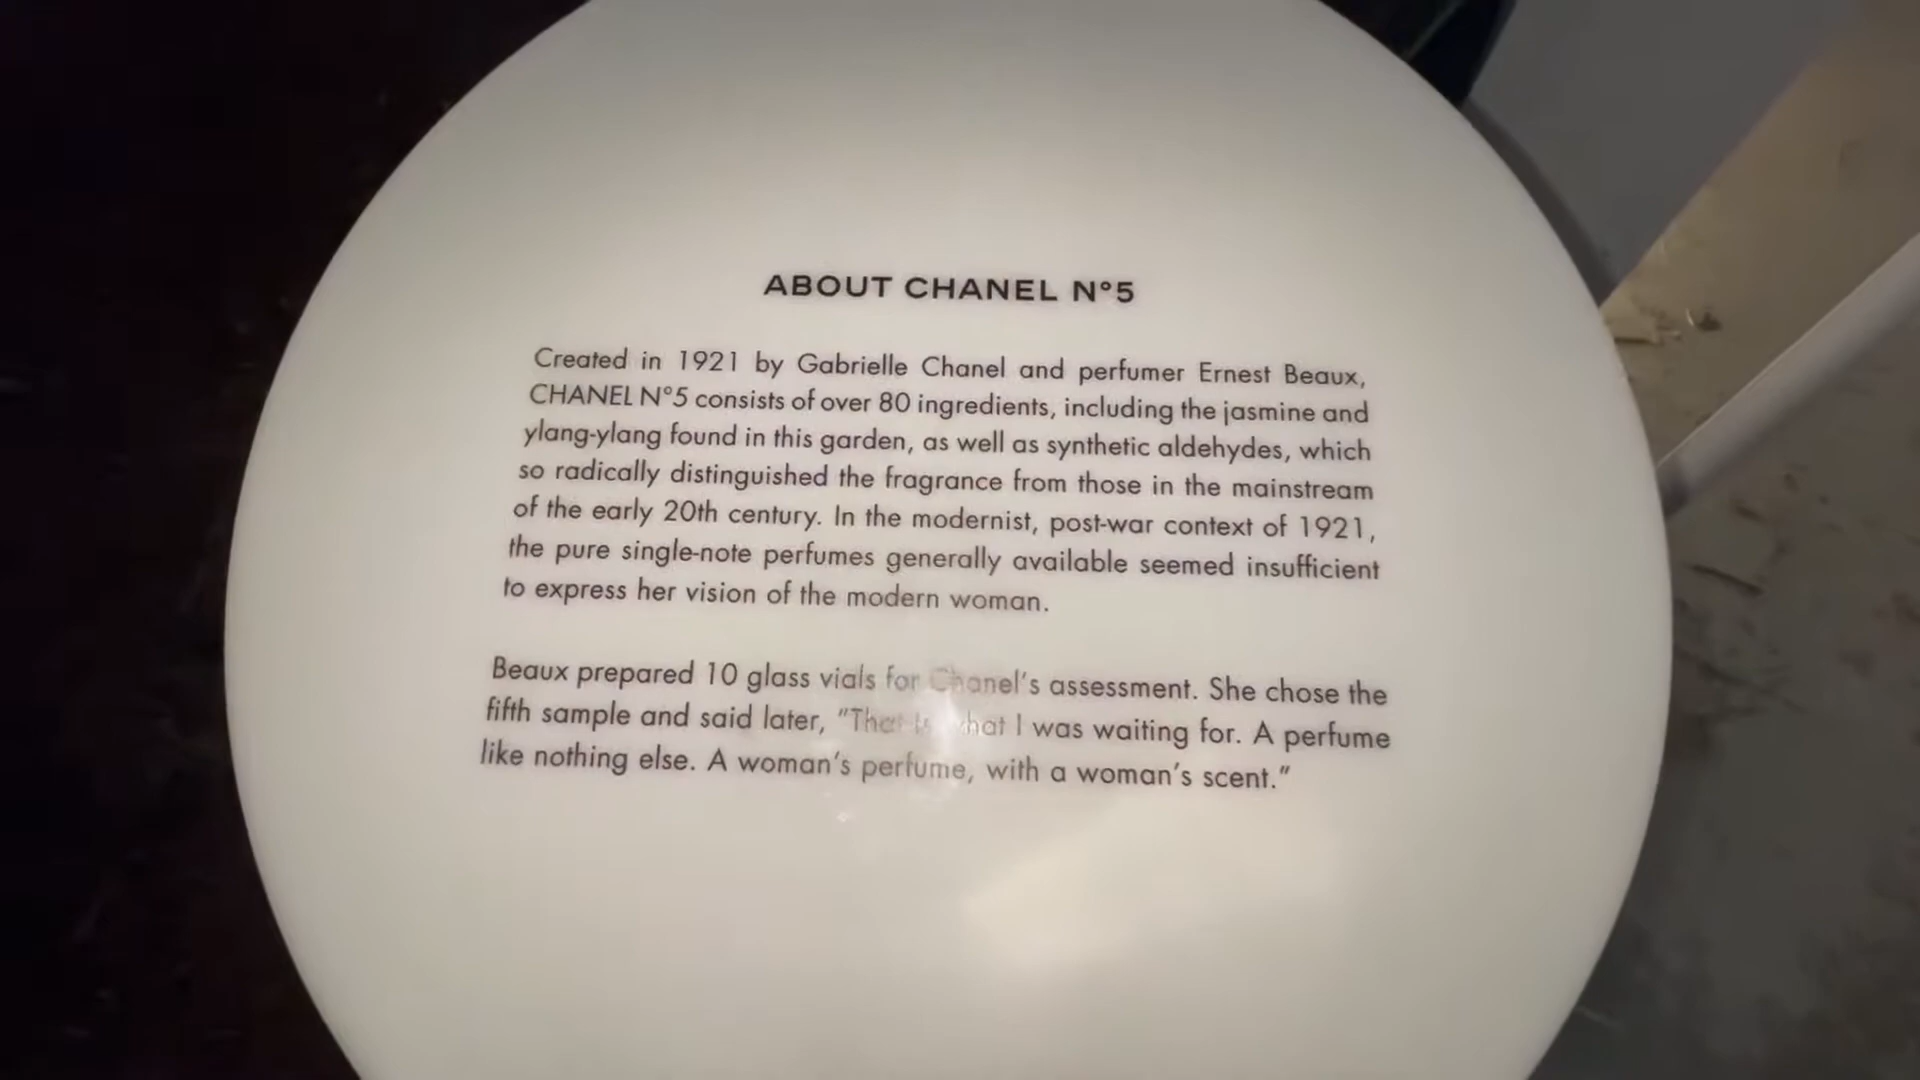 ABOUT CHANEL N°5
Created in 1921 by Gabrielle Chanel and perfumer Ernest Beaux,
CHANEL N°5 consists of over 80 ingredients, including the jasmine and
ylang-ylang found in this garden, as well as synthetic aldehydes, which
so radically distinguished the fragrance from those in the mainstream
of the early 20th century. In the modernist, post-war context of 1921,
the pure single-note perfumes generally available seemed insufficient
to express her vision of the modern woman.
Beaux prepared 10 glass vials for Chanel's assessment. She chose the
fifth sample and said later, "That is what I was waiting for. A perfume
like nothing else. A woman's perfume, with a woman's scent."